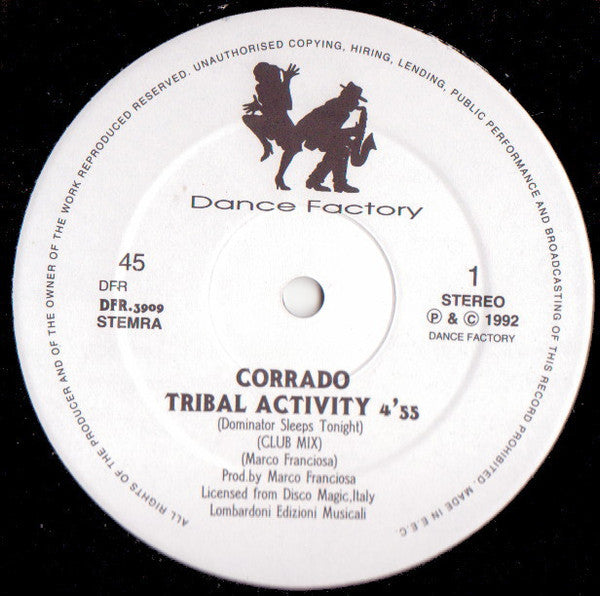 ALL RIGHTS OF THE PRODUCER AND OF THE OWNER OF THE WORK REPRODUCED RESERVED. UNAUTHORISED COPYING, HIRING, LENDING, PUBLIC PERFORMANCE AND BROADCASTING OF THIS RECORD PROHIBITED. MADE IN E.E.C.
Dance Factory
45
DFR
DFR.3909
STEMRA
1
STEREO
Ⓟ & © 1992
DANCE FACTORY
CORRADO
TRIBAL ACTIVITY 4'55
(Dominator Sleeps Tonight)
(CLUB MIX)
(Marco Franciosa)
Prod.by Marco Franciosa
Licensed from Disco Magic,Italy
Lombardoni Edizioni Musicali